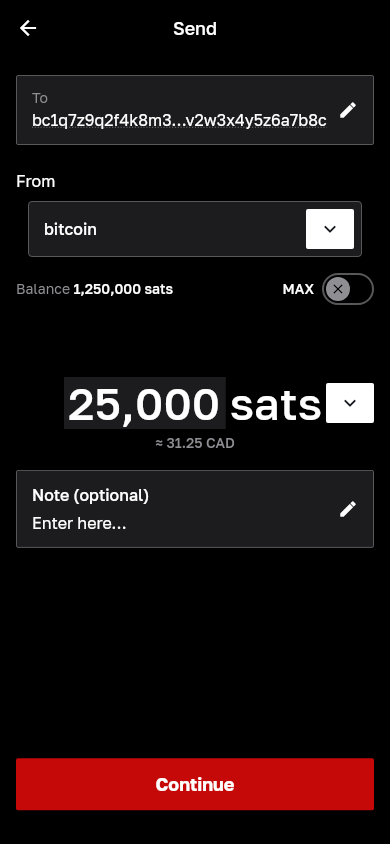 Send
To
bc1q7z9q2f4k8m3...v2w3x4y5z6a7b8c
From
bitcoin
Balance 1,250,000 sats MAX
25,000 sats
≈ 31.25 CAD
Note (optional)
Enter here...
Continue